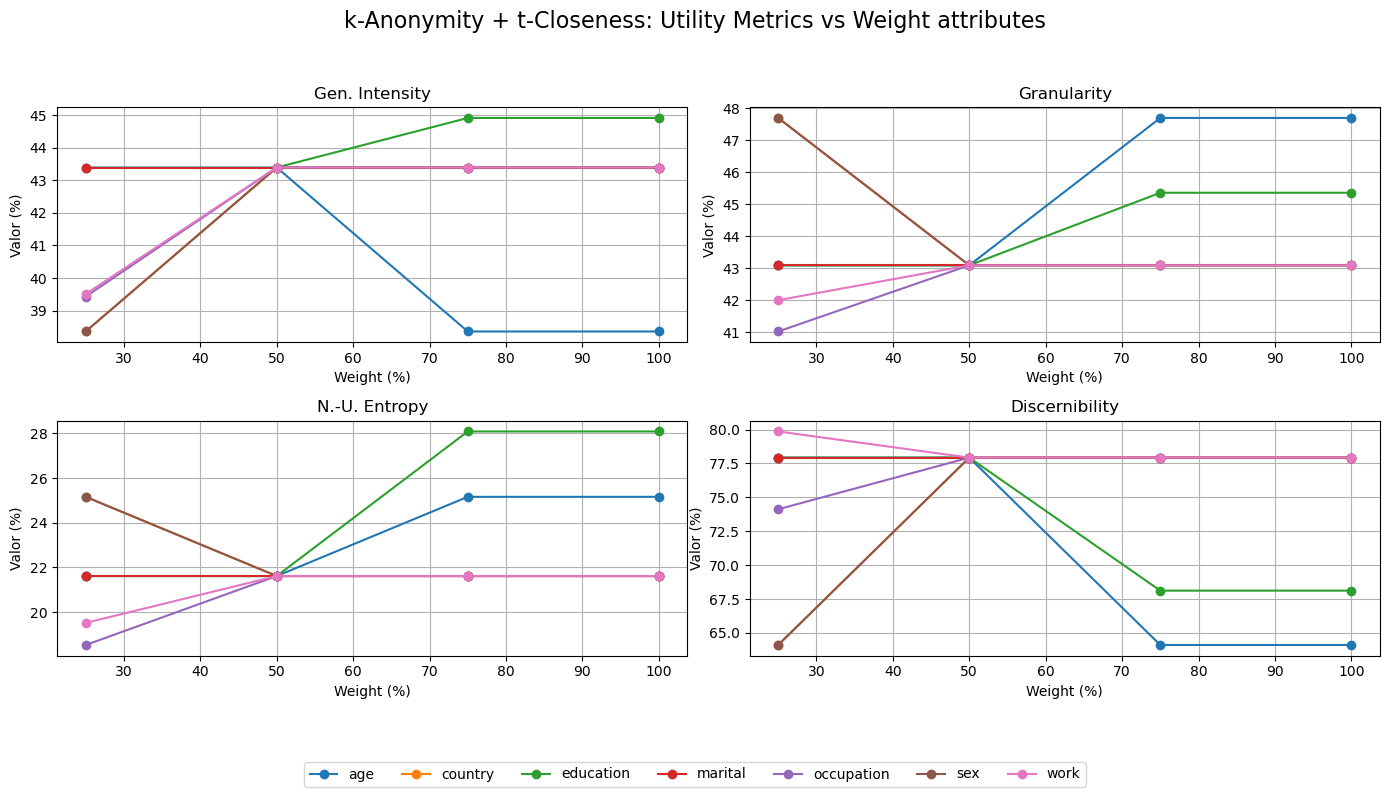 k-Anonymity + t-Closeness: Utility Metrics vs Weight attributes
Gen. Intensity
45
44
43
42
41
40
39
Valor (%)
30 40 50 60 70 80 90 100
Weight (%)
Granularity
48
47
46
45
44
43
42
41
Valor (%)
30 40 50 60 70 80 90 100
Weight (%)
N.-U. Entropy
28
26
24
22
20
Valor (%)
30 40 50 60 70 80 90 100
Weight (%)
Discernibility
80.0
77.5
75.0
72.5
70.0
67.5
65.0
Valor (%)
30 40 50 60 70 80 90 100
Weight (%)
age country education marital occupation sex work